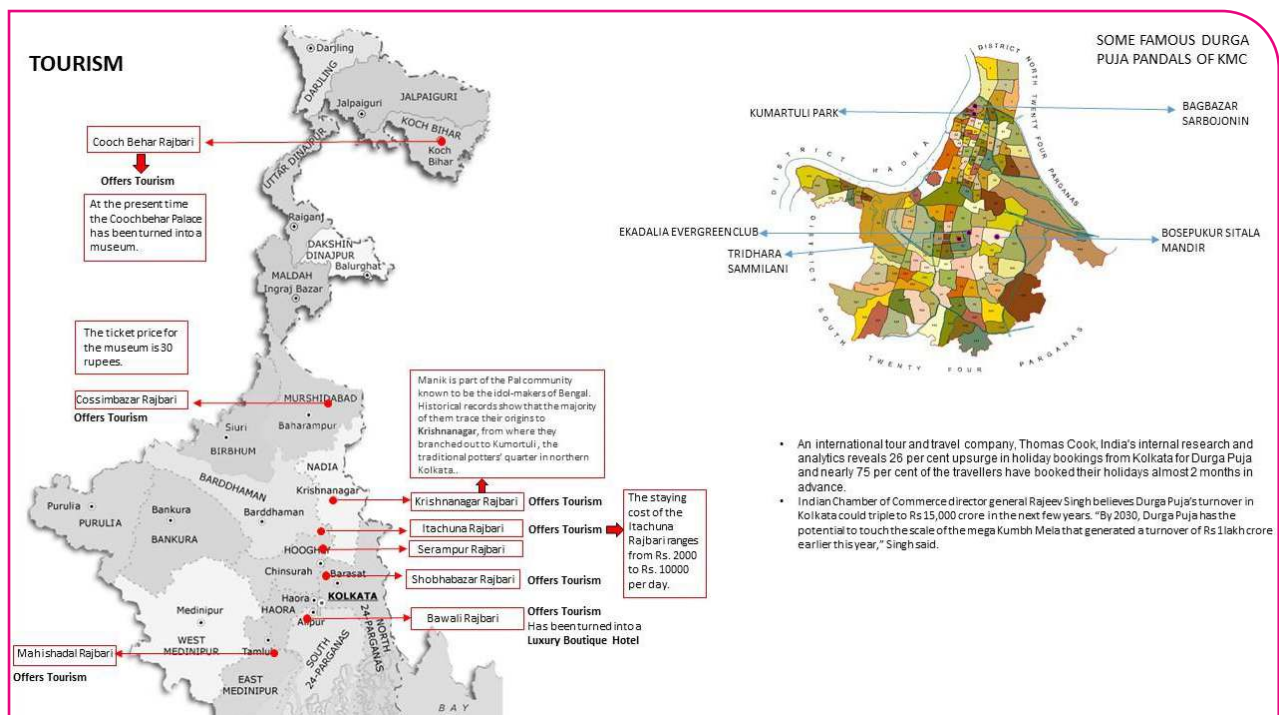 TOURISM
SOME FAMOUS DURGA
PUJA PANDALS OF KMC
Darjling
DARJLING
JALPAIGURI
Jalpaiguri
KOCH BIHAR
Koch
Bihar
Cooch Behar Rajbari
Offers Tourism
At the present time
the Coochbehar Palace
has been turned into a
museum.
UTTAR DINAJPUR
Raiganj
DAKSHIN
DINAJPUR
Balurghat
MALDAH
Ingraj Bazar
The ticket price for
the museum is 30
rupees.
Cossimbazar Rajbari
Offers Tourism
MURSHIDABAD
Baharampur
Siuri
BIRBHUM
NADIA
Krishnanagar
BARDDHAMAN
Barddhaman
Purulia
PURULIA
Bankura
BANKURA
HOOGHLY
Chinsurah
Barasat
Haora
HAORA
KOLKATA
Alipur
Medinipur
WEST
MEDINIPUR
Tamluk
EAST
MEDINIPUR
SOUTH
24-PARGANAS
NORTH
24-PARGANAS
BAY
Manik is part of the Pal community
known to be the idol-makers of Bengal.
Historical records show that the majority
of them trace their origins to
Krishnanagar, from where they
branched out to Kumortuli , the
traditional potters' quarter in northern
Kolkata..
Krishnanagar Rajbari
Offers Tourism
Itachuna Rajbari
Offers Tourism
The staying
cost of the
Itachuna
Rajbari ranges
from Rs. 2000
to Rs. 10000
per day.
Serampur Rajbari
Shobhabazar Rajbari
Offers Tourism
Bawali Rajbari
Offers Tourism
Has been turned into a
Luxury Boutique Hotel
Mahishadal Rajbari
Offers Tourism
KUMARTULI PARK
BAGBAZAR
SARBOJONIN
EKADALIA EVERGREEN CLUB
TRIDHARA
SAMMILANI
BOSEPUKUR SITALA
MANDIR
DISTRICT NORTH TWENTY FOUR PARGANAS
DISTRICT HAORA
DISTRICT
SOUTH TWENTY FOUR PARGANAS
• An international tour and travel company, Thomas Cook, India's internal research and
analytics reveals 26 per cent upsurge in holiday bookings from Kolkata for Durga Puja
and nearly 75 per cent of the travellers have booked their holidays almost 2 months in
advance.
• Indian Chamber of Commerce director general Rajeev Singh believes Durga Puja's turnover in
Kolkata could triple to Rs 15,000 crore in the next few years. "By 2030, Durga Puja has the
potential to touch the scale of the mega Kumbh Mela that generated a turnover of Rs 1 lakh crore
earlier this year," Singh said.